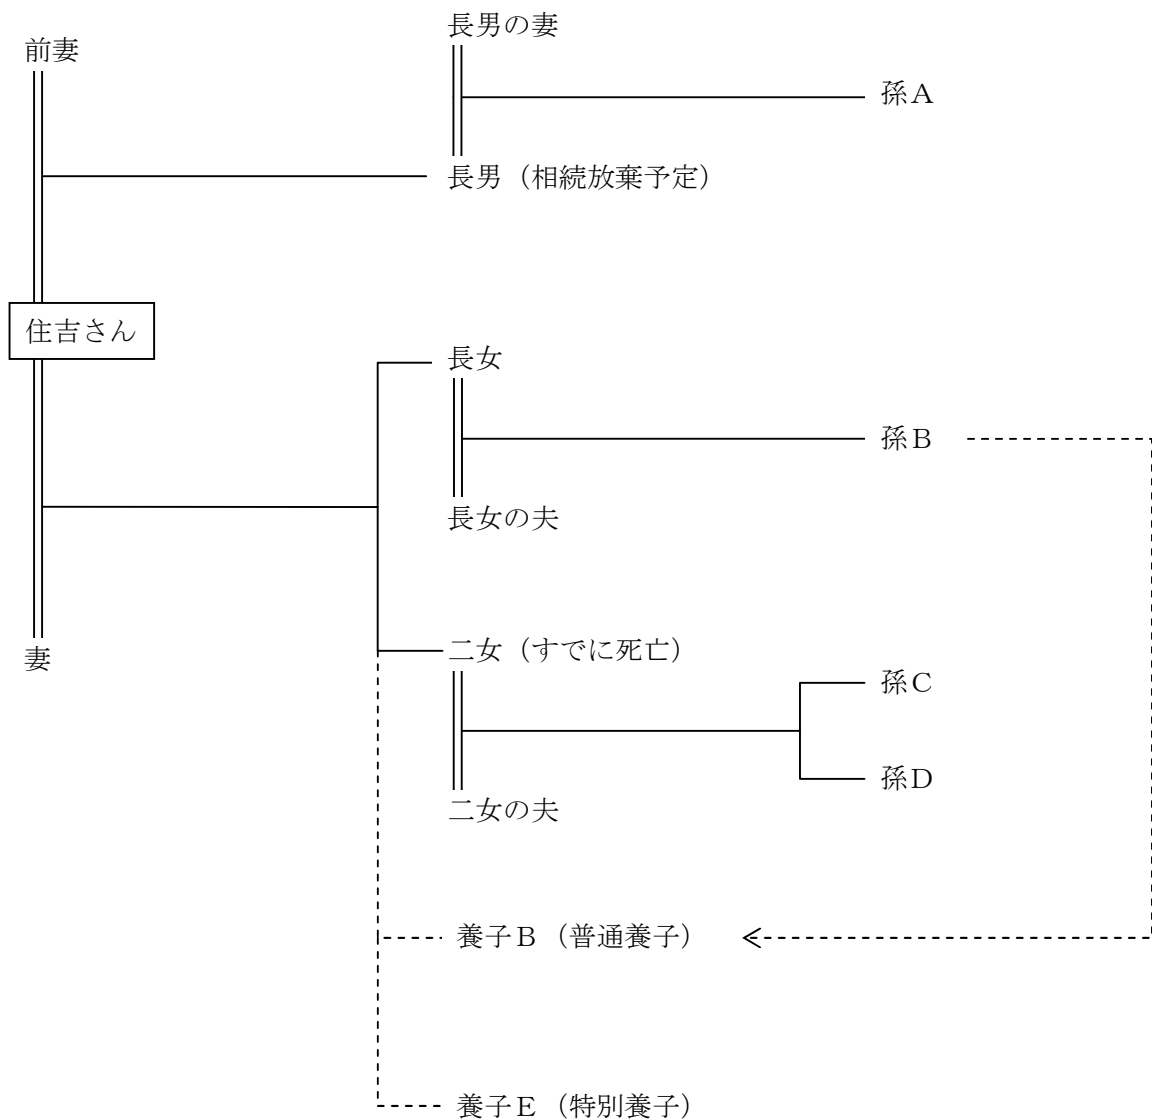 前妻
長男の妻
孫A
長男（相続放棄予定）
住吉さん
長女
孫B
長女の夫
妻
二女（すでに死亡）
孫C
孫D
二女の夫
養子B（普通養子）
養子E（特別養子）